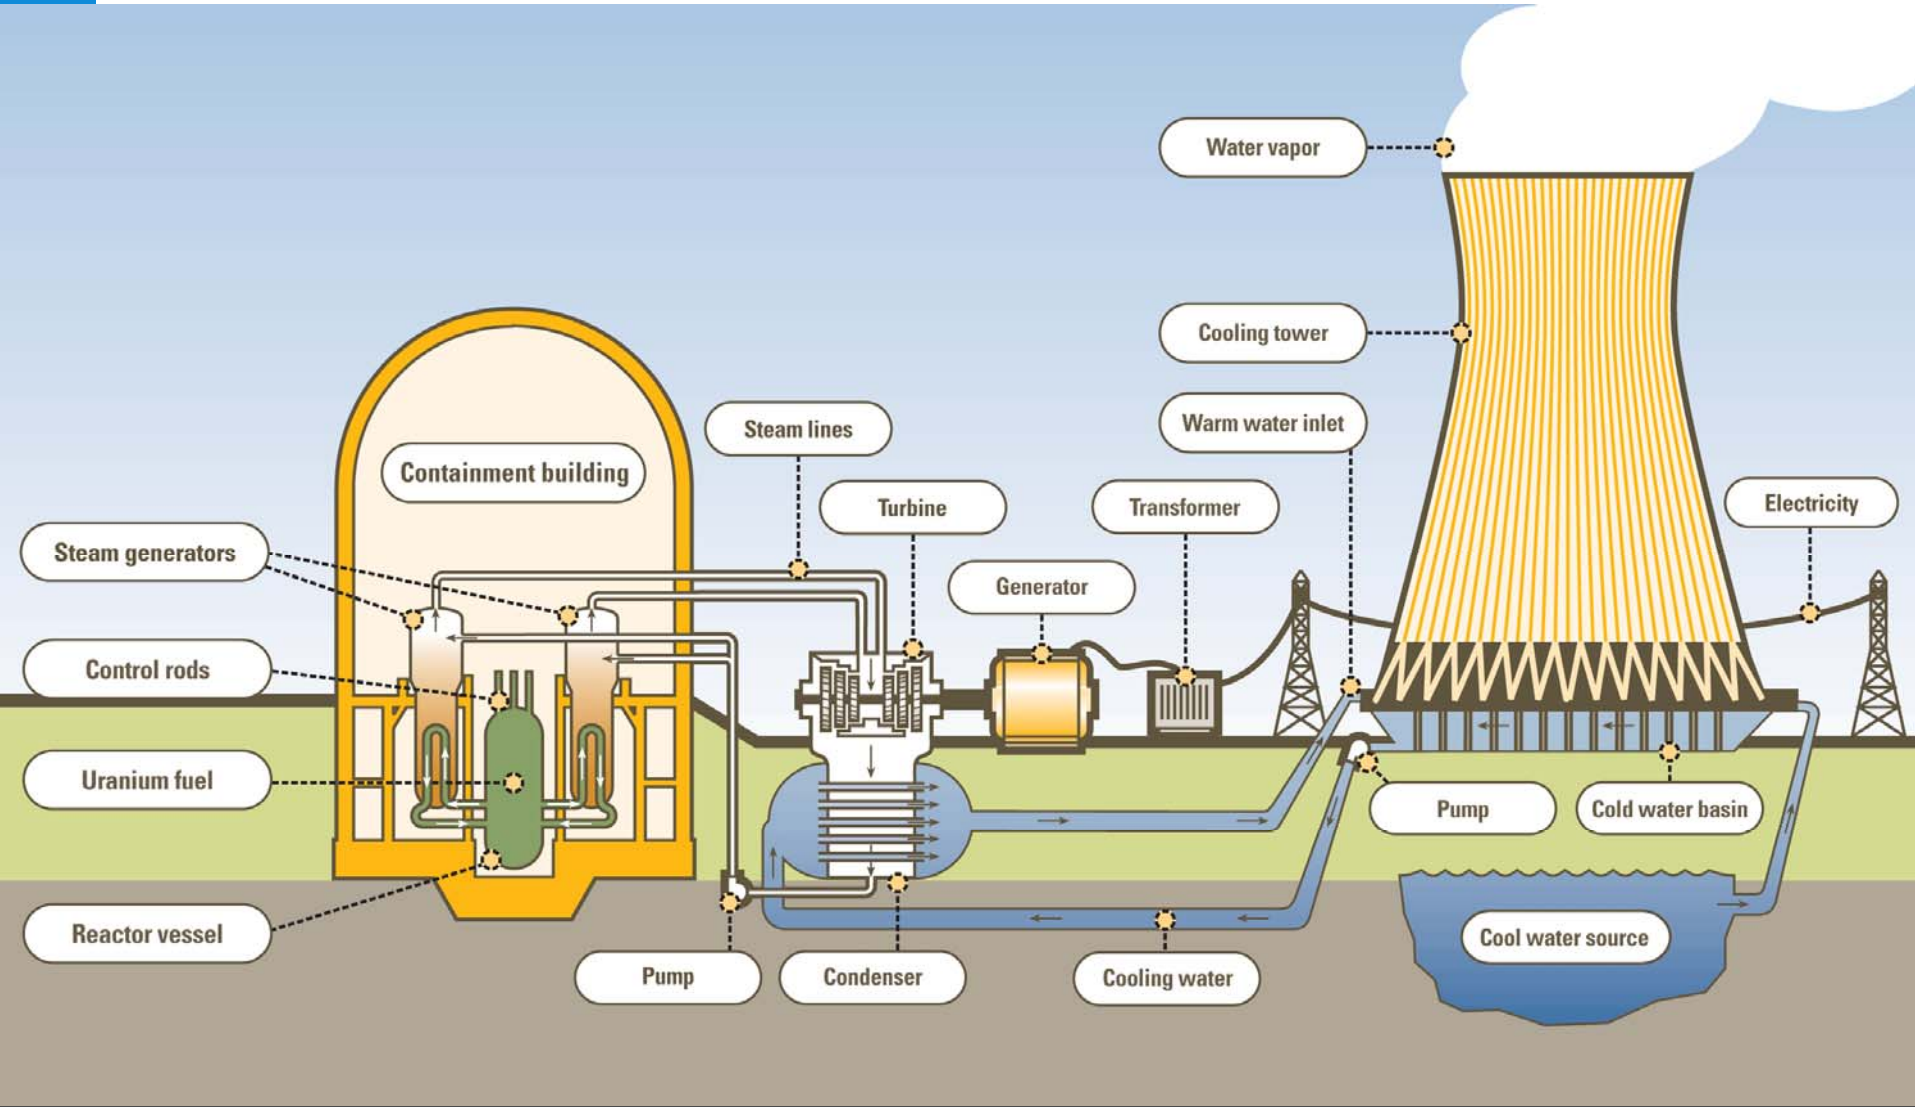 Water vapor
Cooling tower
Warm water inlet
Steam lines
Containment building
Turbine
Transformer
Electricity
Steam generators
Generator
Control rods
Uranium fuel
Pump
Cold water basin
Reactor vessel
Cool water source
Pump
Condenser
Cooling water